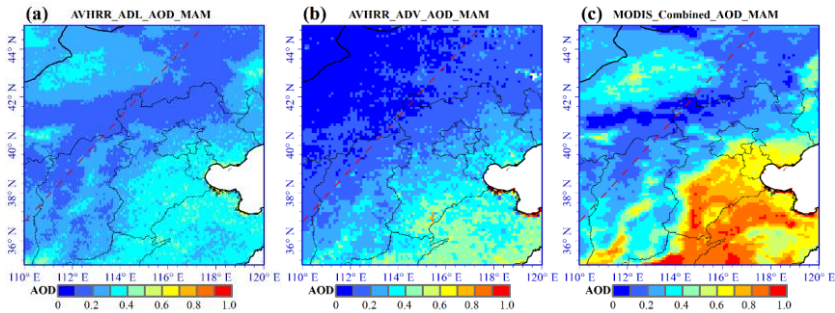 (a) AVHRR_ADL_AOD_MAM
44° N
42° N
40° N
38° N
36° N
110° E 112° E 114° E 116° E 118° E 120° E
AOD
0 0.2 0.4 0.6 0.8 1.0
(b) AVHRR_ADV_AOD_MAM
44° N
42° N
40° N
38° N
36° N
110° E 112° E 114° E 116° E 118° E 120° E
AOD
0 0.2 0.4 0.6 0.8 1.0
(c) MODIS_Combined_AOD_MAM
44° N
42° N
40° N
38° N
36° N
110° E 112° E 114° E 116° E 118° E 120° E
AOD
0 0.2 0.4 0.6 0.8 1.0